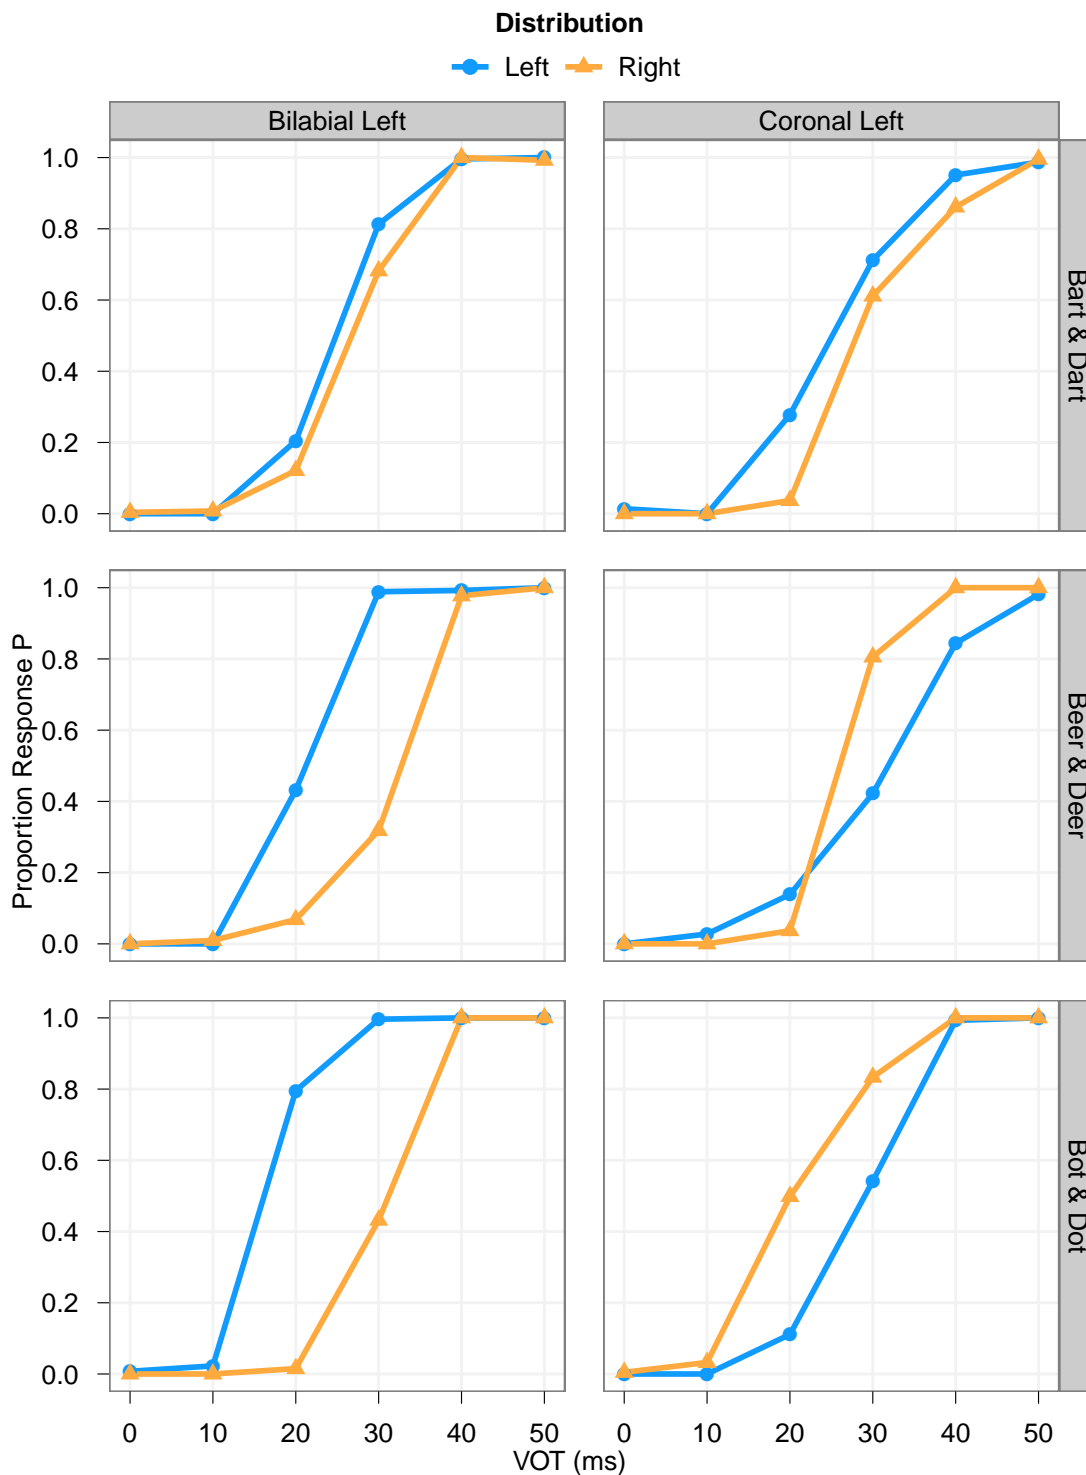 Distribution
Left Right
Bilabial Left Coronal Left
1.0
0.8
0.6
0.4
0.2
0.0
Bart & Dart
1.0
0.8
0.6
0.4
0.2
0.0
Beer & Deer
Proportion Response P
1.0
0.8
0.6
0.4
0.2
0.0
Bot & Dot
0 10 20 30 40 50 0 10 20 30 40 50
VOT (ms)